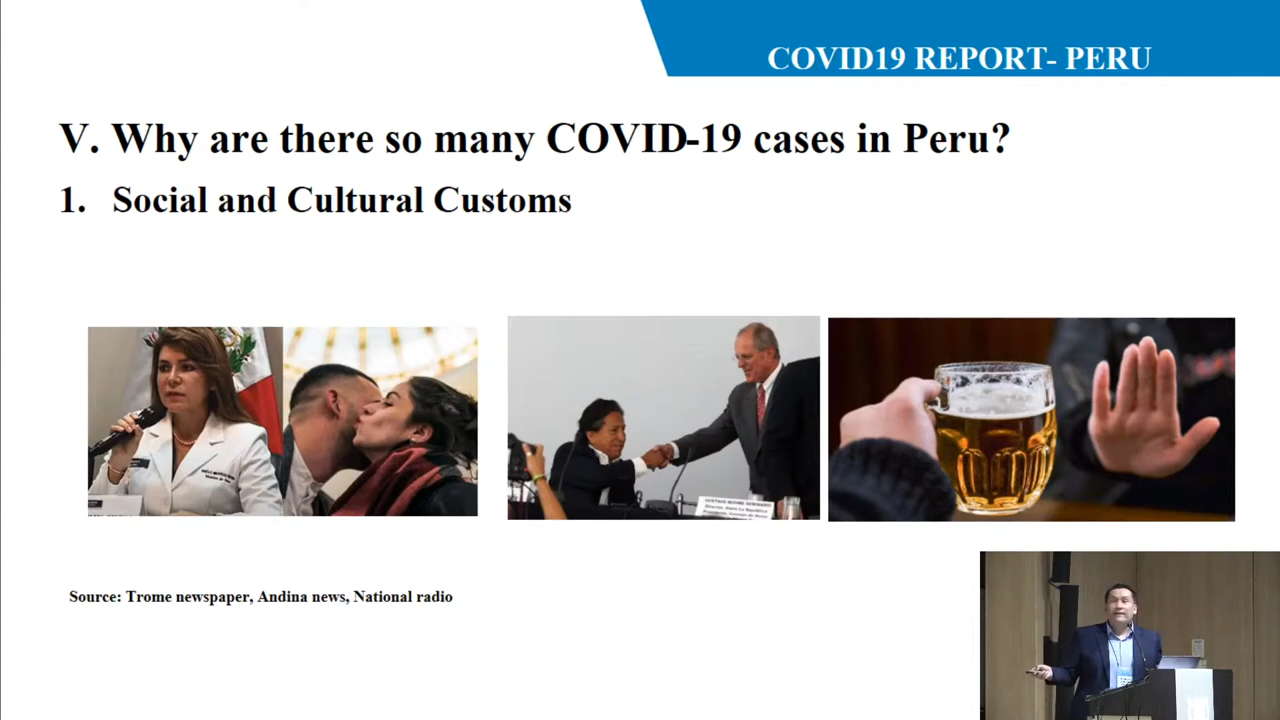 COVID19 REPORT- PERU
V. Why are there so many COVID-19 cases in Peru?
1. Social and Cultural Customs
Source: Trome newspaper, Andina news, National radio